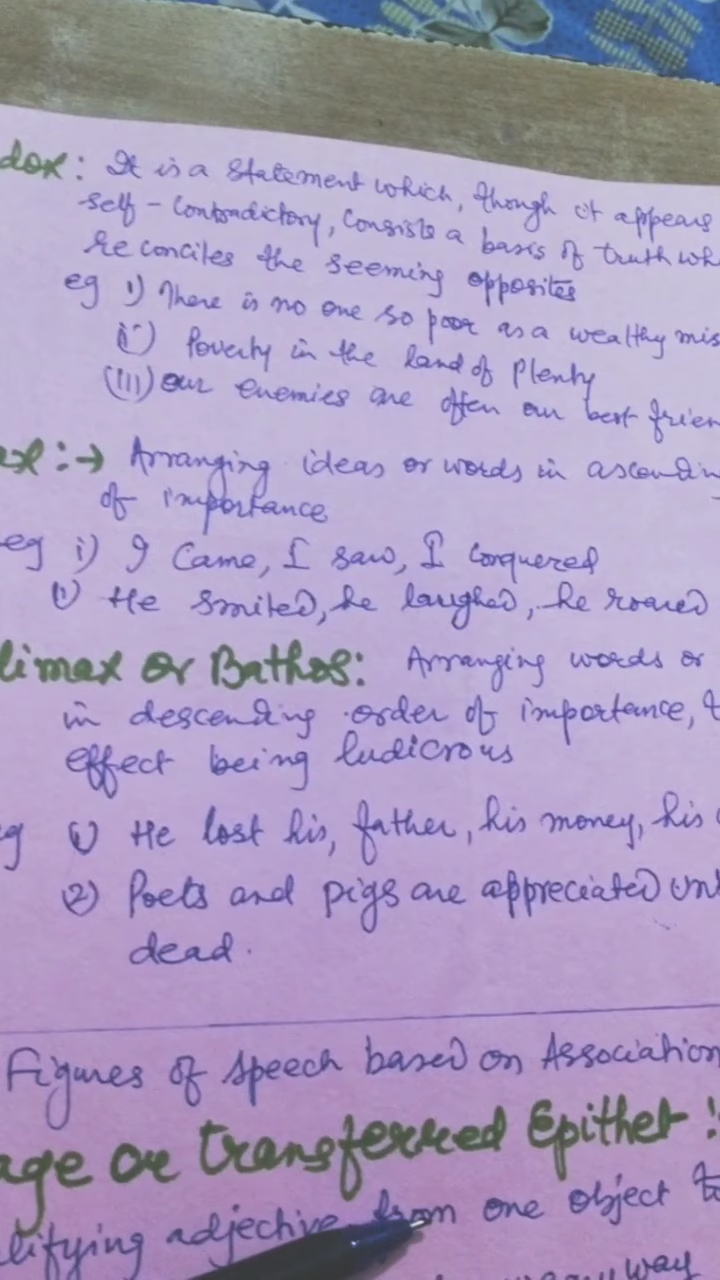 dox: It is a statement which, though it appears
self-contradictory, consists a basis of truth wh
reconciles the seeming opposites
eg i) There is no one so poor as a wealthy mis
ii) Poverty in the land of plenty
(III) our enemies are often our best frien
ax:→ Arranging ideas or words in ascendin
of importance
eg i) I Came, I saw, I conquered
ii) He smiled, he laughed, he roared
limax or Bathos: Arranging words or
in descending order of importance, t
effect being ludicrous
eg (1) He lost his, father, his money, his
(2) Poets and pigs are appreciated
dead.
Figures of speech based on Association
age or transferred Epithet:
lifying adjective from one object to
way